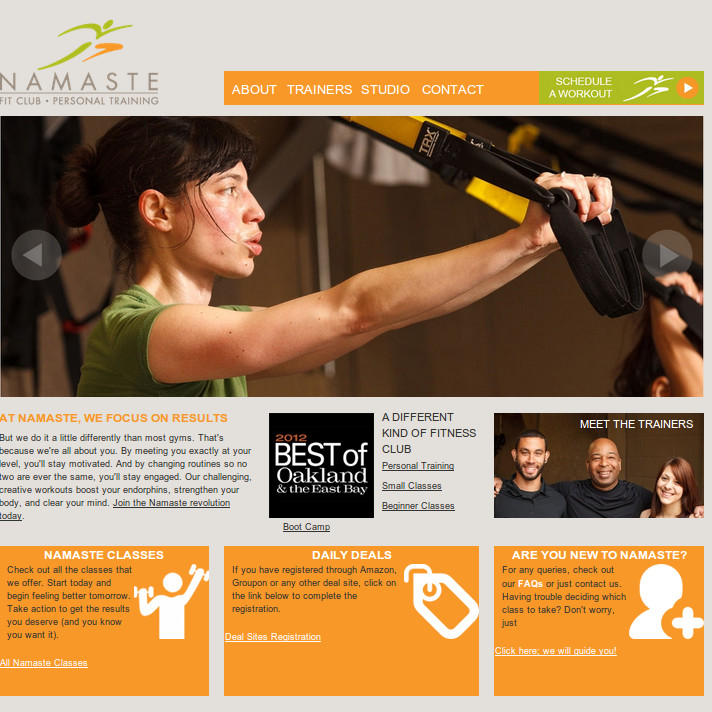 NAMASTE
FIT CLUB • PERSONAL TRAINING
ABOUT TRAINERS STUDIO CONTACT
SCHEDULE
A WORKOUT
TRX
AT NAMASTE, WE FOCUS ON RESULTS
But we do it a little differently than most gyms. That's
because we're all about you. By meeting you exactly at your
level, you'll stay motivated. And by changing routines so no
two are ever the same, you'll stay engaged. Our challenging,
creative workouts boost your endorphins, strengthen your
body, and clear your mind. Join the Namaste revolution
today.
2012
BEST of
Oakland
& the East Bay
A DIFFERENT
KIND OF FITNESS
CLUB
Personal Training
Small Classes
Beginner Classes
Boot Camp
MEET THE TRAINERS
NAMASTE CLASSES
Check out all the classes that
we offer. Start today and
begin feeling better tomorrow.
Take action to get the results
you deserve (and you know
you want it).
All Namaste Classes
DAILY DEALS
If you have registered through Amazon,
Groupon or any other deal site, click on
the link below to complete the
registration.
Deal Sites Registration
ARE YOU NEW TO NAMASTE?
For any queries, check out
our FAQs or just contact us.
Having trouble deciding which
class to take? Don't worry,
just
Click here; we will guide you!